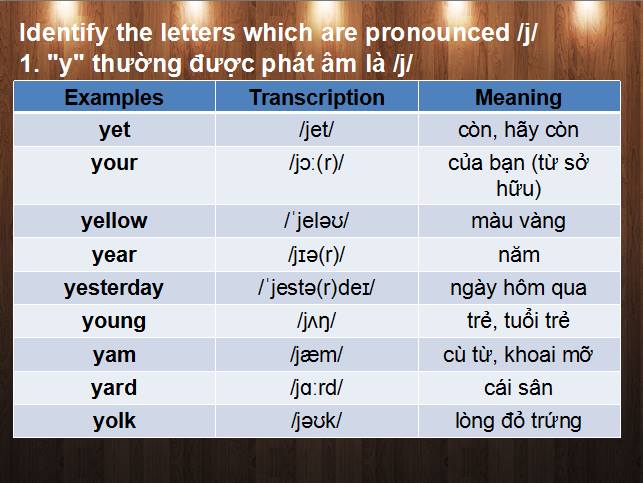 Identify the letters which are pronounced /j/
1. "y" thường được phát âm là /j/
Examples Transcription Meaning
yet /jet/ còn, hãy còn
your /jɔː(r)/ của bạn (từ sở
hữu)
yellow /ˈjeləʊ/ màu vàng
year /jɪə(r)/ năm
yesterday /ˈjestə(r)deɪ/ ngày hôm qua
young /jʌŋ/ trẻ, tuổi trẻ
yam /jæm/ cù từ, khoai mỡ
yard /jɑːrd/ cái sân
yolk /jəʊk/ lòng đỏ trứng